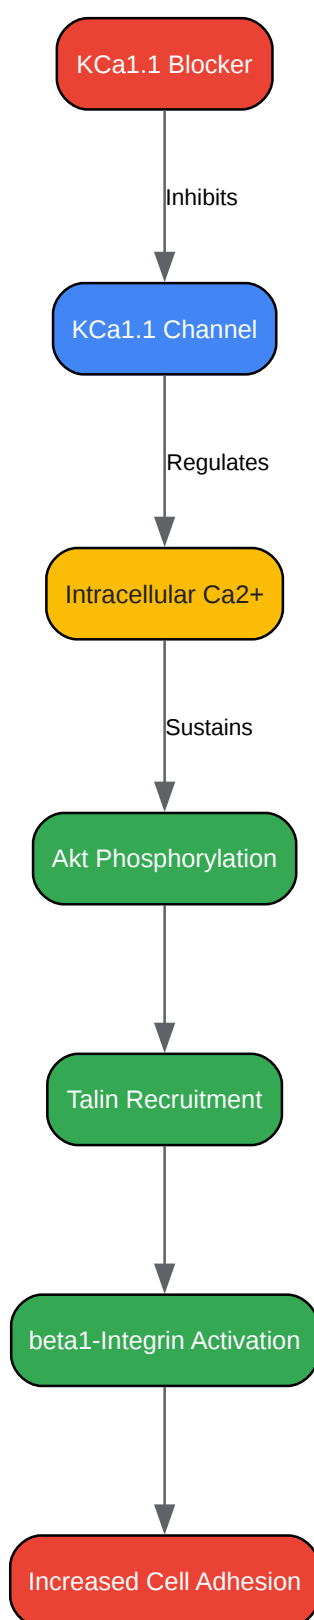 KCa1.1 Blocker
Inhibits
KCa1.1 Channel
Regulates
Intracellular Ca2+
Sustains
Akt Phosphorylation
Talin Recruitment
beta1-Integrin Activation
Increased Cell Adhesion